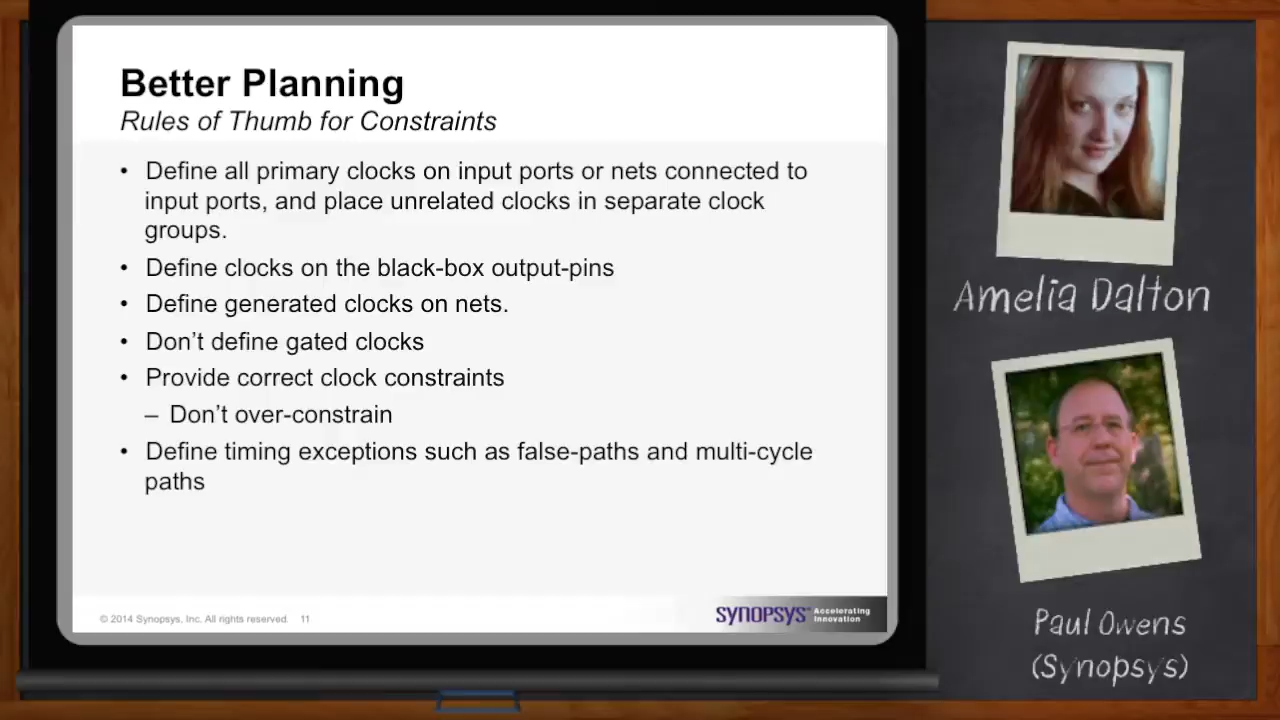 Better Planning
Rules of Thumb for Constraints
• Define all primary clocks on input ports or nets connected to
input ports, and place unrelated clocks in separate clock
groups.
• Define clocks on the black-box output-pins
• Define generated clocks on nets.
• Don’t define gated clocks
• Provide correct clock constraints
– Don’t over-constrain
• Define timing exceptions such as false-paths and multi-cycle
paths
© 2014 Synopsys, Inc. All rights reserved. 11
SYNOPSYS™ Accelerating
Innovation™
Amelia Dalton
Paul Owens
(Synopsys)